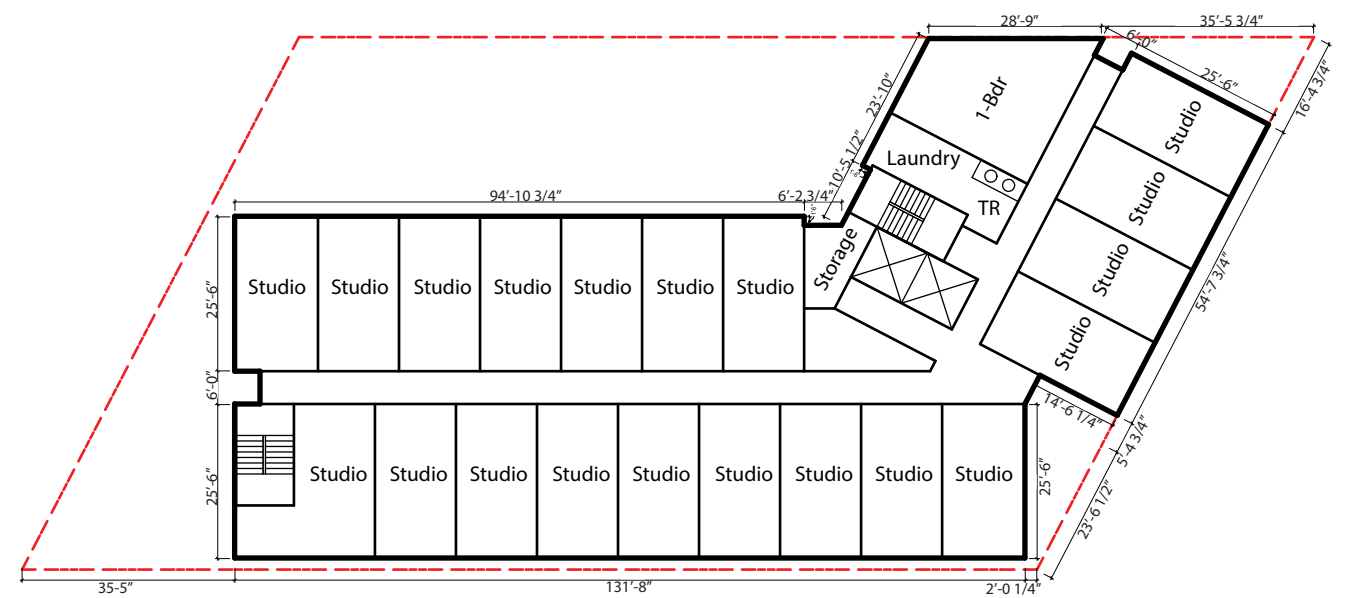 28’-9”
35’-5 3/4”
6’-0”
25’-6”
16’-4 3/4”
23’-10”
1-Bdr
Studio
10’-5 1/2”
Laundry
94’-10 3/4”
6’-2 3/4”
TR
Studio
Storage
Studio
54’-7 3/4”
25’-6”
Studio
Studio
Studio
Studio
Studio
Studio
Studio
Studio
6’-0”
14’-6 1/4”
5’-4 3/4”
25’-6”
Studio
Studio
Studio
Studio
Studio
Studio
Studio
Studio
Studio
25’-6”
23’-6 1/2”
35-5”
131’-8”
2’-0 1/4”